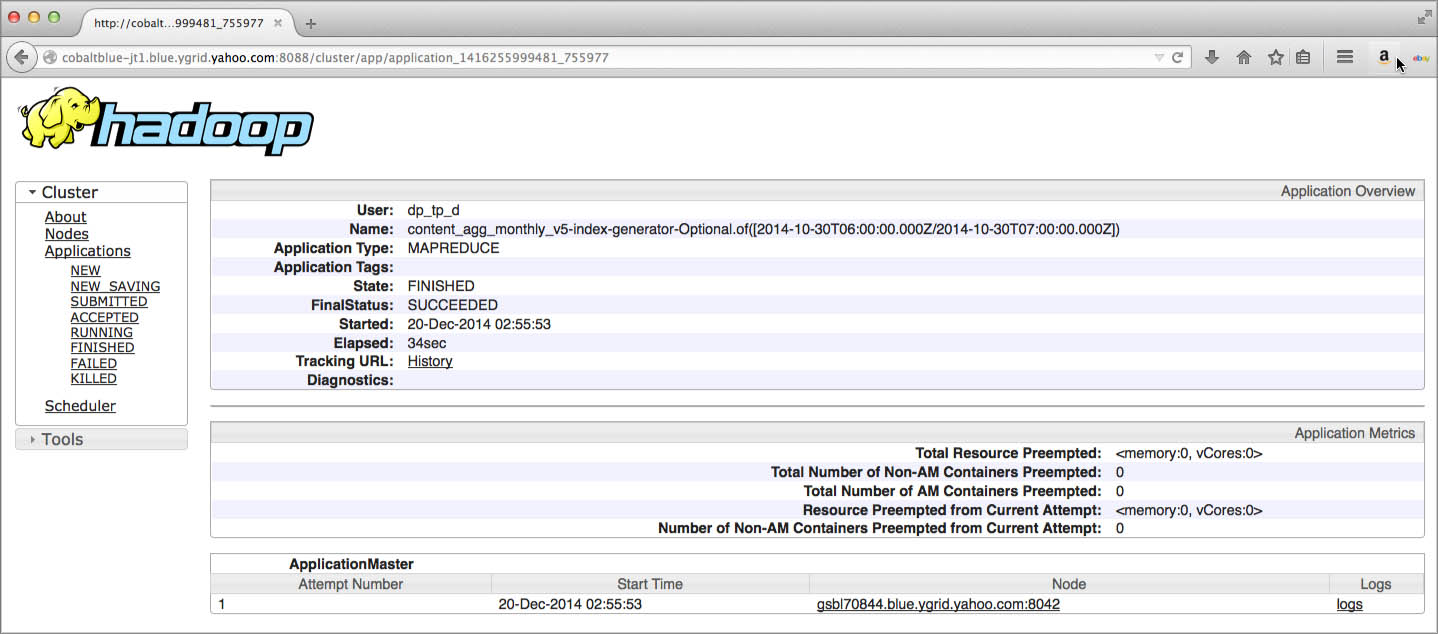 http://cobalt...999481_755977
cobaltblue-jt1.blue.ygrid.yahoo.com:8088/cluster/app/application_1416255999481_755977
a
ebay
hadoop
Cluster
About
Nodes
Applications
NEW
NEW_SAVING
SUBMITTED
ACCEPTED
RUNNING
FINISHED
FAILED
KILLED
Scheduler
Tools
Application Overview
User: dp_tp_d
Name: content_agg_monthly_v5-index-generator-Optional.of([2014-10-30T06:00:00.000Z/2014-10-30T07:00:00.000Z])
Application Type: MAPREDUCE
Application Tags:
State: FINISHED
FinalStatus: SUCCEEDED
Started: 20-Dec-2014 02:55:53
Elapsed: 34sec
Tracking URL: History
Diagnostics:
Application Metrics
Total Resource Preempted: <memory:0, vCores:0>
Total Number of Non-AM Containers Preempted: 0
Total Number of AM Containers Preempted: 0
Resource Preempted from Current Attempt: <memory:0, vCores:0>
Number of Non-AM Containers Preempted from Current Attempt: 0
ApplicationMaster
Attempt Number Start Time Node Logs
1 20-Dec-2014 02:55:53 gsbl70844.blue.ygrid.yahoo.com:8042 logs